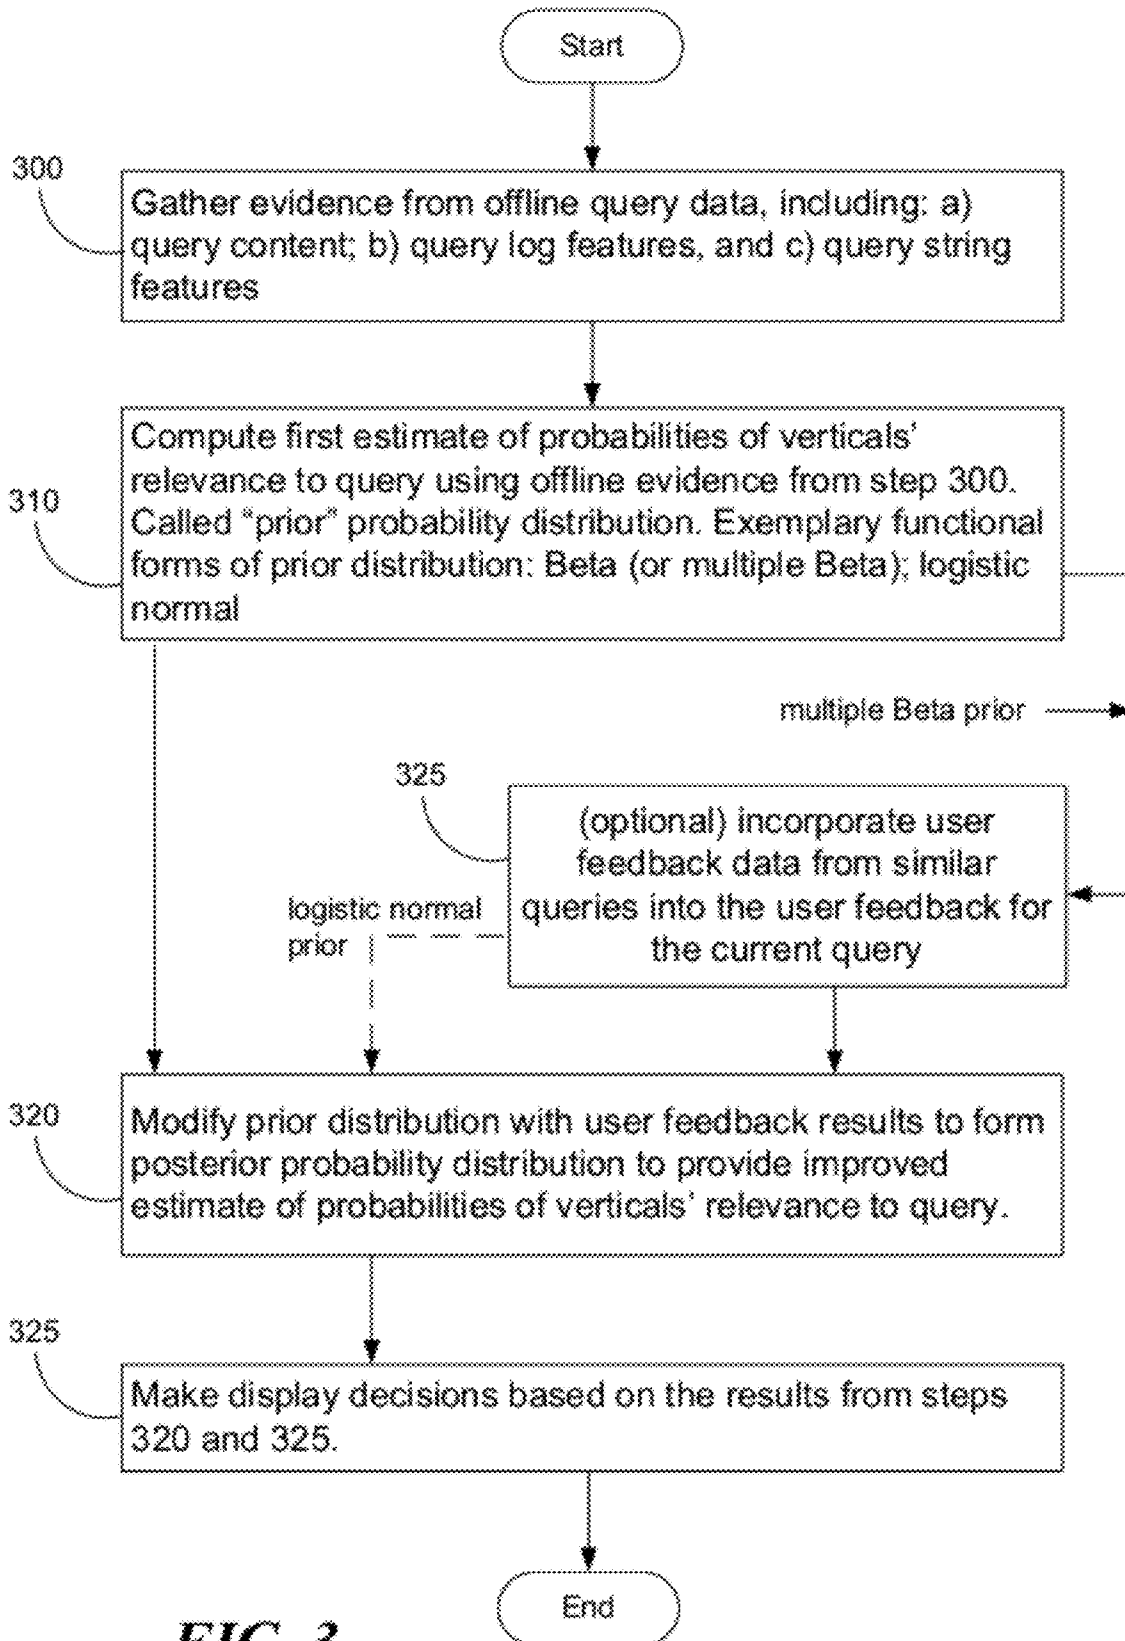 Start
300
Gather evidence from offline query data, including: a)
query content; b) query log features, and c) query string
features
310
Compute first estimate of probabilities of verticals'
relevance to query using offline evidence from step 300.
Called "prior" probability distribution. Exemplary functional
forms of prior distribution: Beta (or multiple Beta); logistic
normal
multiple Beta prior
325
(optional) incorporate user
feedback data from similar
queries into the user feedback for
the current query
logistic normal
prior
320
Modify prior distribution with user feedback results to form
posterior probability distribution to provide improved
estimate of probabilities of verticals' relevance to query.
325
Make display decisions based on the results from steps
320 and 325.
End
FIG. 3